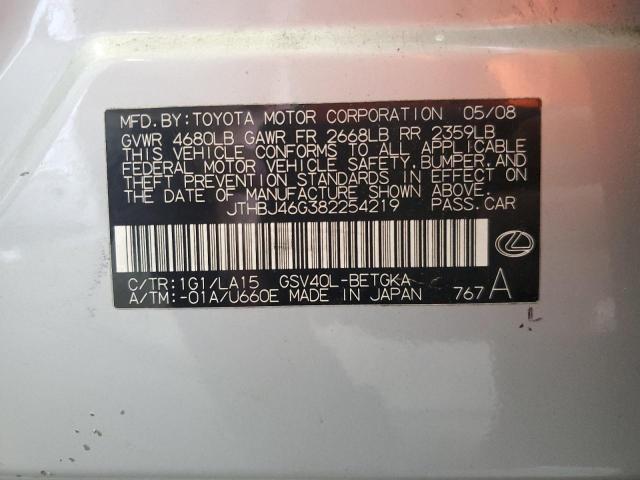 MFD. BY: TOYOTA MOTOR CORPORATION 05/08
GVWR 4680LB GAWR FR 2668LB RR 2359LB
THIS VEHICLE CONFORMS TO ALL APPLICABLE
FEDERAL MOTOR VEHICLE SAFETY, BUMPER, AND
THEFT PREVENTION STANDARDS IN EFFECT ON
THE DATE OF MANUFACTURE SHOWN ABOVE.
JTHBJ46G382254219 PASS.CAR
C/TR: 1G1/LA15 GSV40L-BETGKA
A/TM: -01A/U660E MADE IN JAPAN 767 A